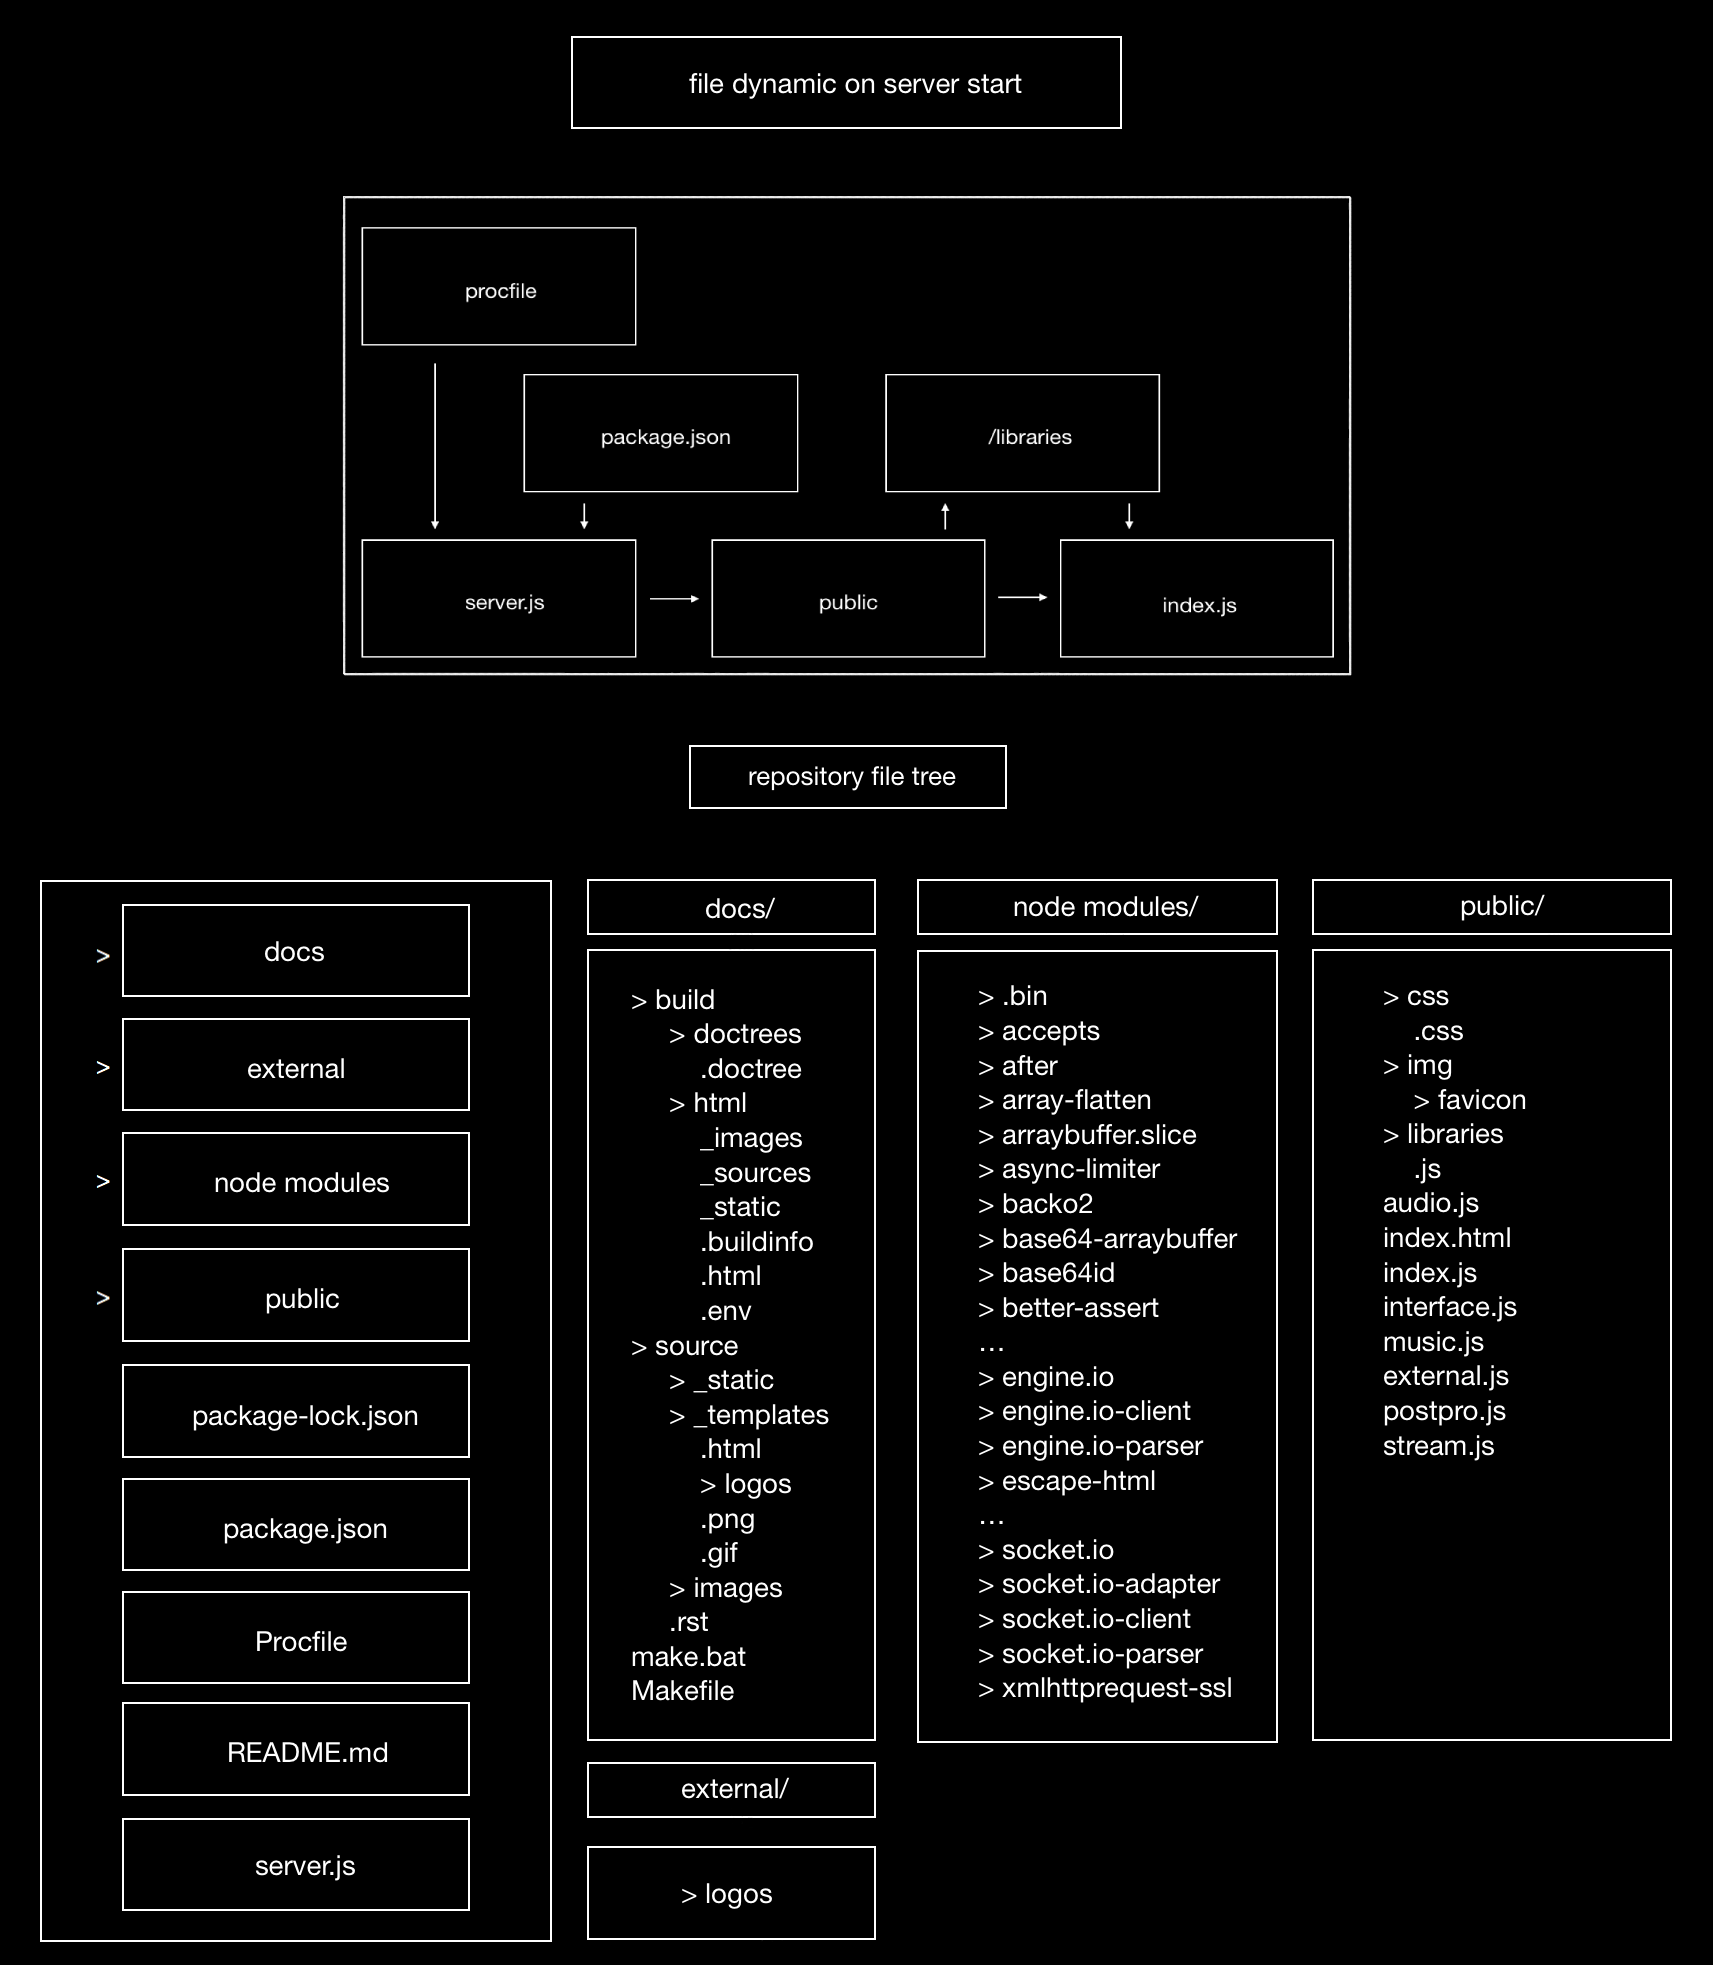 file dynamic on server start
procfile
package.json
/libraries
server.js
public
index.js
repository file tree
> docs
> external
> node modules
> public
package-lock.json
package.json
Procfile
README.md
server.js
docs/
> build
> doctrees
.doctree
> html
_images
_sources
_static
.buildinfo
.html
.env
> source
> _static
> _templates
.html
> logos
.png
.gif
> images
.rst
make.bat
Makefile
external/
> logos
node modules/
> .bin
> accepts
> after
> array-flatten
> arraybuffer.slice
> async-limiter
> backo2
> base64-arraybuffer
> base64id
> better-assert
...
> engine.io
> engine.io-client
> engine.io-parser
> escape-html
...
> socket.io
> socket.io-adapter
> socket.io-client
> socket.io-parser
> xmlhttprequest-ssl
public/
> css
.css
> img
> favicon
> libraries
.js
audio.js
index.html
index.js
interface.js
music.js
external.js
postpro.js
stream.js